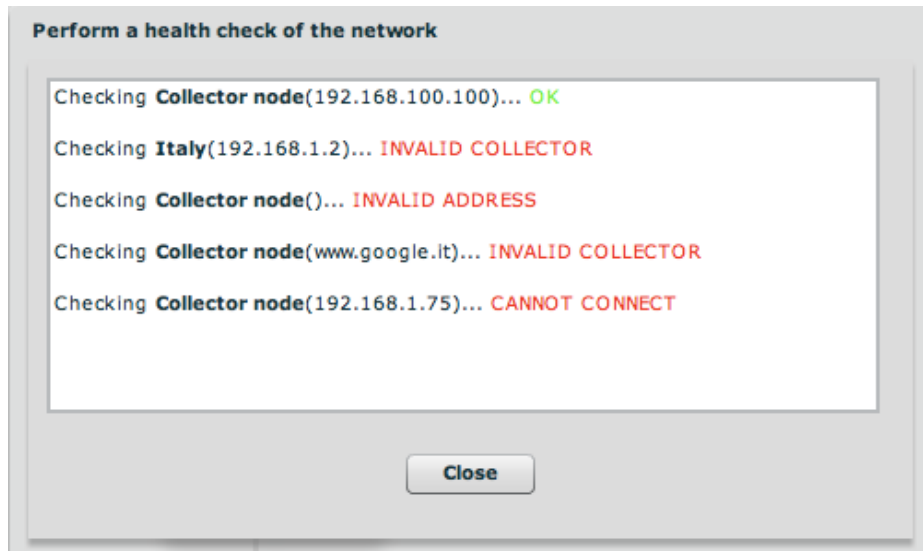 Perform a health check of the network
Checking Collector node(192.168.100.100)... OK
Checking Italy(192.168.1.2)... INVALID COLLECTOR
Checking Collector node()... INVALID ADDRESS
Checking Collector node(www.google.it)... INVALID COLLECTOR
Checking Collector node(192.168.1.75)... CANNOT CONNECT
Close